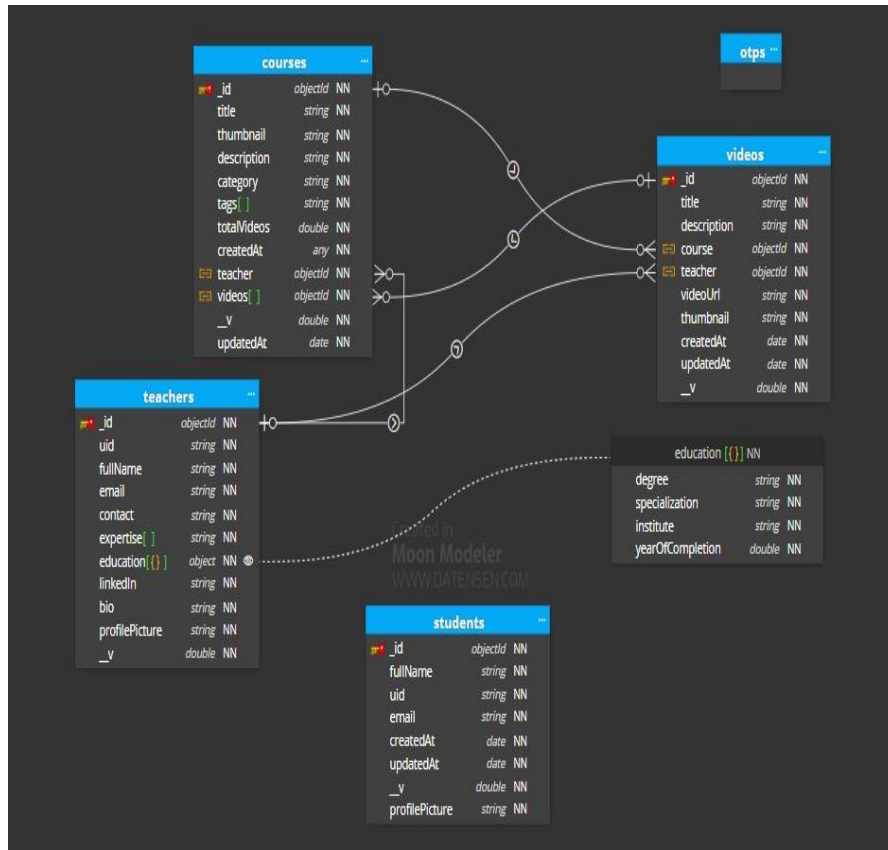 courses ...
_id objectId NN
title string NN
thumbnail string NN
description string NN
category string NN
tags[ ] string NN
totalVideos double NN
createdAt any NN
teacher objectId NN
videos[ ] objectId NN
__v double NN
updatedAt date NN
otps ...
videos ...
_id objectId NN
title string NN
description string NN
course objectId NN
teacher objectId NN
videoUrl string NN
thumbnail string NN
createdAt date NN
updatedAt date NN
__v double NN
teachers ...
_id objectId NN
uid string NN
fullName string NN
email string NN
contact string NN
expertise[ ] string NN
education[{} ] object NN
linkedIn string NN
bio string NN
profilePicture string NN
__v double NN
education [{}] NN
degree string NN
specialization string NN
institute string NN
yearOfCompletion double NN
Created in
Moon Modeler
WWW.DATENSEN.COM
students ...
_id objectId NN
fullName string NN
uid string NN
email string NN
createdAt date NN
updatedAt date NN
__v double NN
profilePicture string NN